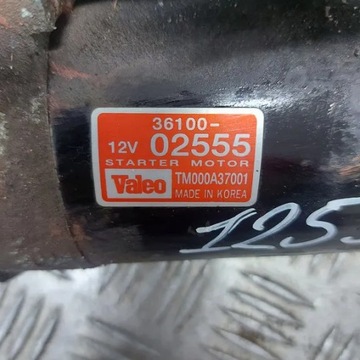 36100-
12V 02555
STARTER MOTOR
Valeo TM000A37001
MADE IN KOREA
125